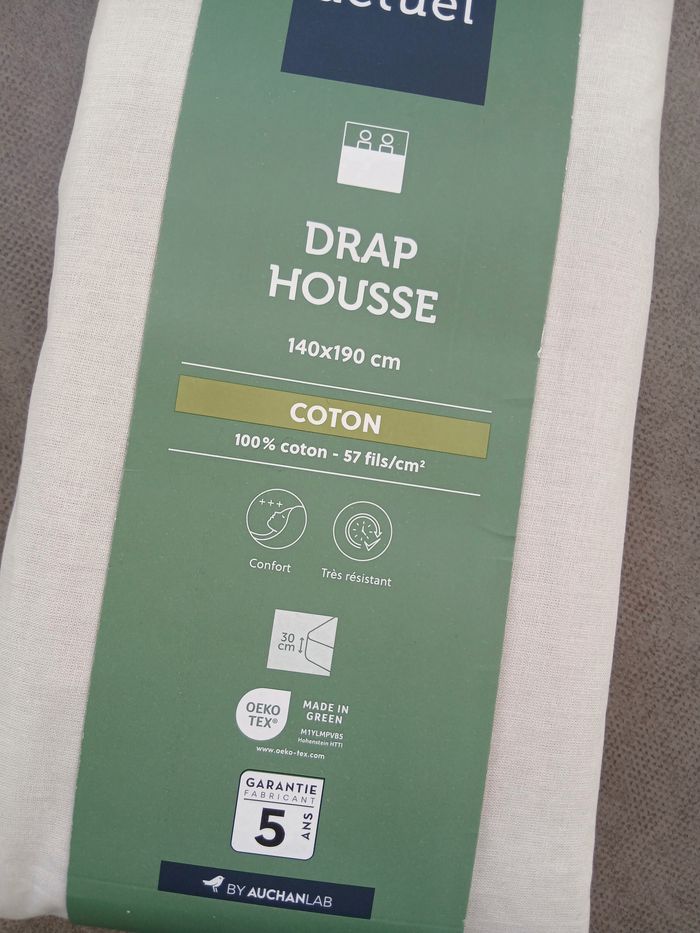 actuel
DRAP
HOUSSE
140x190 cm
COTON
100% coton - 57 fils/cm²
Confort
Très résistant
30
cm
OEKO
TEX®
MADE IN
GREEN
M1YLMPVB5
Hohenstein HTTI
www.oeko-tex.com
GARANTIE
FABRICANT
5
ANS
BY AUCHANLAB